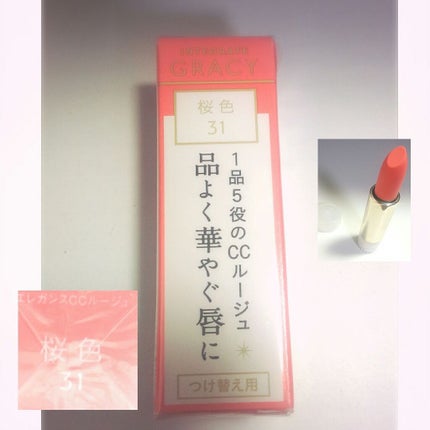 INTEGRATE
GRACY
桜色
31
1品5役のCCルージュ
品よく華やぐ唇に
つけ替え用
エレガンスCCルージュ
桜色
31